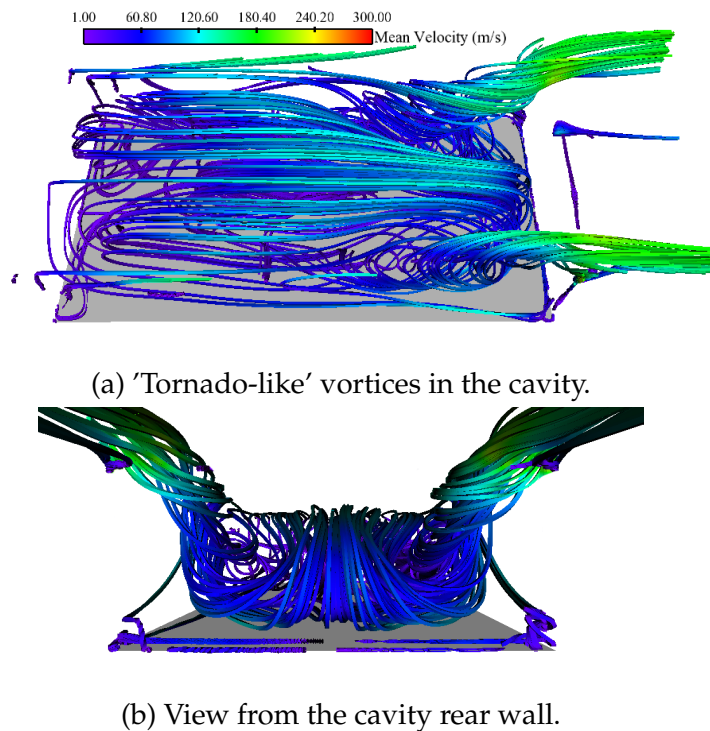 1.00 60.80 120.60 180.40 240.20 300.00
Mean Velocity (m/s)
(a) ’Tornado-like’ vortices in the cavity.
(b) View from the cavity rear wall.